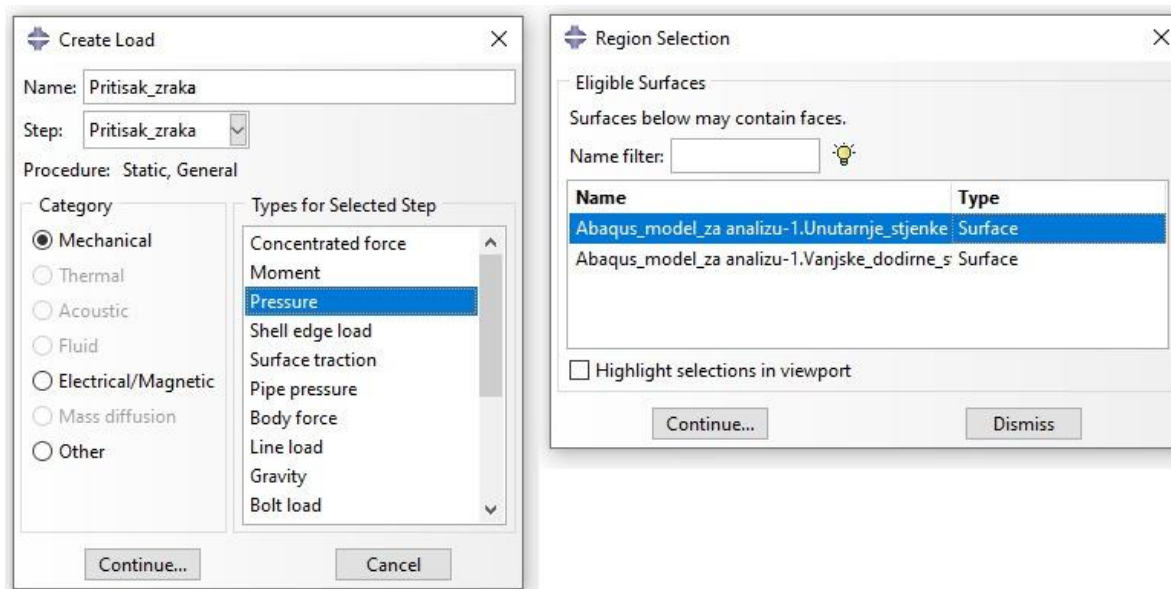 Create Load
Name: Pritisak_zraka
Step: Pritisak_zraka
Procedure: Static, General
Category
Mechanical
Thermal
Acoustic
Fluid
Electrical/Magnetic
Mass diffusion
Other
Types for Selected Step
Concentrated force
Moment
Pressure
Shell edge load
Surface traction
Pipe pressure
Body force
Line load
Gravity
Bolt load
Continue...
Cancel
Region Selection
Eligible Surfaces
Surfaces below may contain faces.
Name filter:
Name Type
Abaqus_model_za analizu-1.Unutarnje_stjenke Surface
Abaqus_model_za analizu-1.Vanjske_dodirne_s Surface
Highlight selections in viewport
Continue...
Dismiss